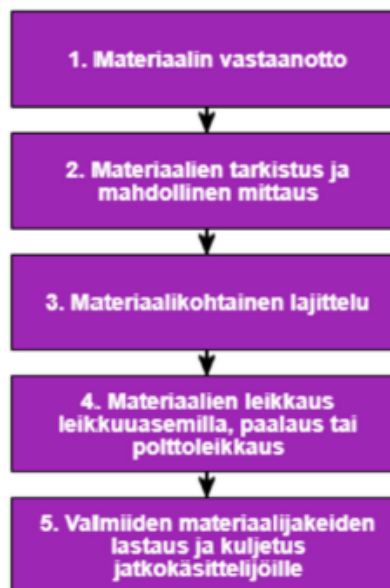 1. Materiaalin vastaanotto
2. Materiaalien tarkistus ja
mahdollinen mittaus
3. Materiaalikohtainen lajittelu
4. Materiaalien leikkaus
leikkuuasemilla, paalaus tai
polttoleikkaus
5. Valmiiden materiaalijakeiden
lastaus ja kuljetus
jatkokäsittelijöille